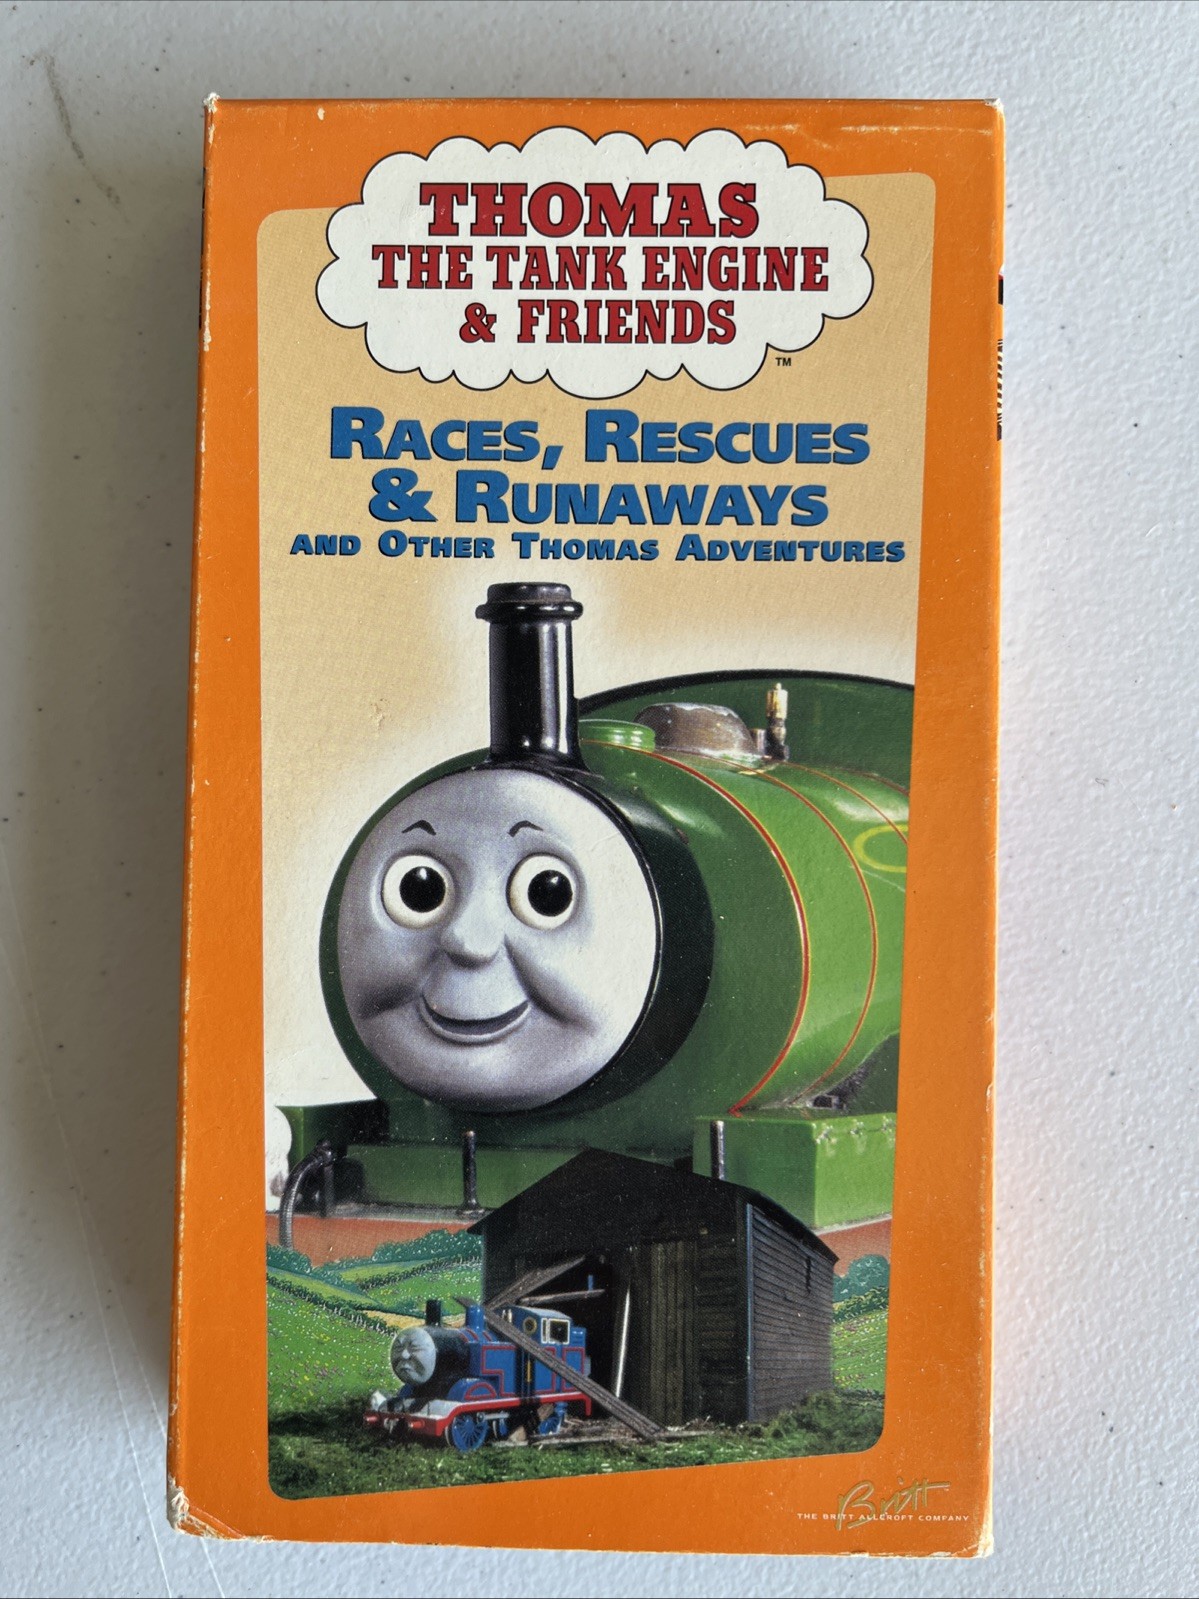 THOMAS
THE TANK ENGINE
& FRIENDS
TM
RACES, RESCUES
& RUNAWAYS
AND OTHER THOMAS ADVENTURES
Britt
THE BRITT ALLCROFT COMPANY